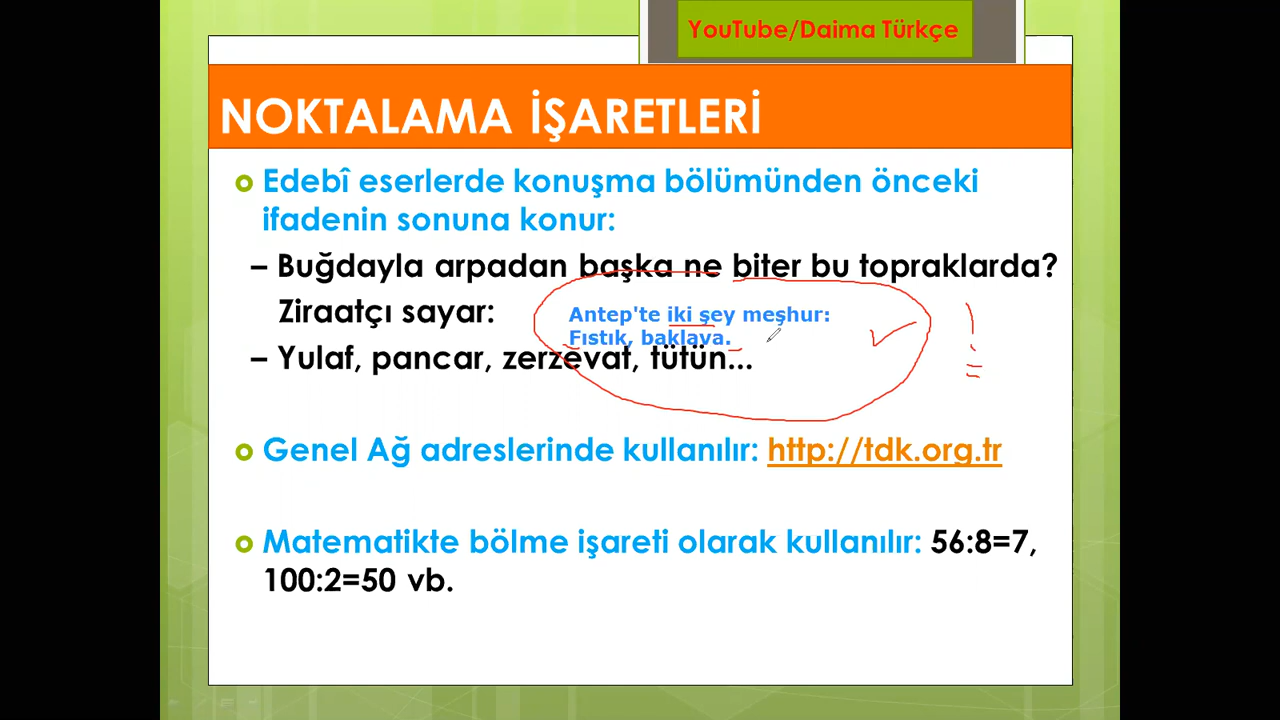 YouTube/Daima Türkçe
NOKTALAMA İŞARETLERİ
Edebî eserlerde konuşma bölümünden önceki
ifadenin sonuna konur:
– Buğdayla arpadan başka ne biter bu topraklarda?
Ziraatçı sayar:
Antep'te iki şey meşhur:
Fıstık, baklava.
– Yulaf, pancar, zerzevat, tütün...
Genel Ağ adreslerinde kullanılır: http://tdk.org.tr
Matematikte bölme işareti olarak kullanılır: 56:8=7,
100:2=50 vb.